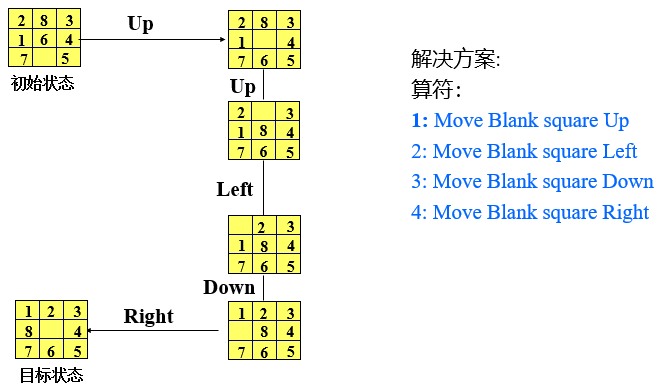 2 8 3
1 6 4
7 5
初始状态
Up
2 8 3
1 4
7 6 5
Up
2 3
1 8 4
7 6 5
Left
2 3
1 8 4
7 6 5
Down
1 2 3
8 4
7 6 5
Right
1 2 3
8 4
7 6 5
目标状态
解决方案:
算符：
1: Move Blank square Up
2: Move Blank square Left
3: Move Blank square Down
4: Move Blank square Right